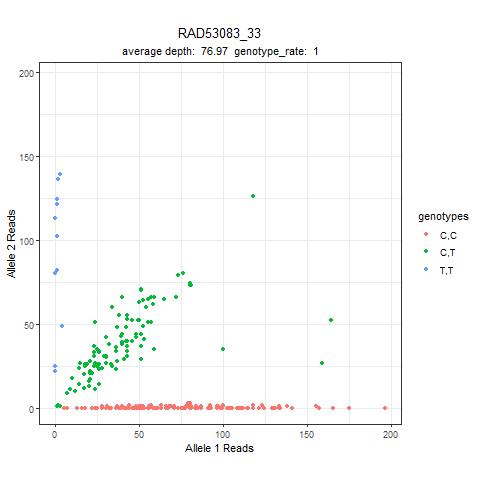 RAD53083_33
average depth: 76.97 genotype_rate: 1
200
150
100
50
0
Allele 2 Reads
0 50 100 150 200
Allele 1 Reads
genotypes
C,C
C,T
T,T